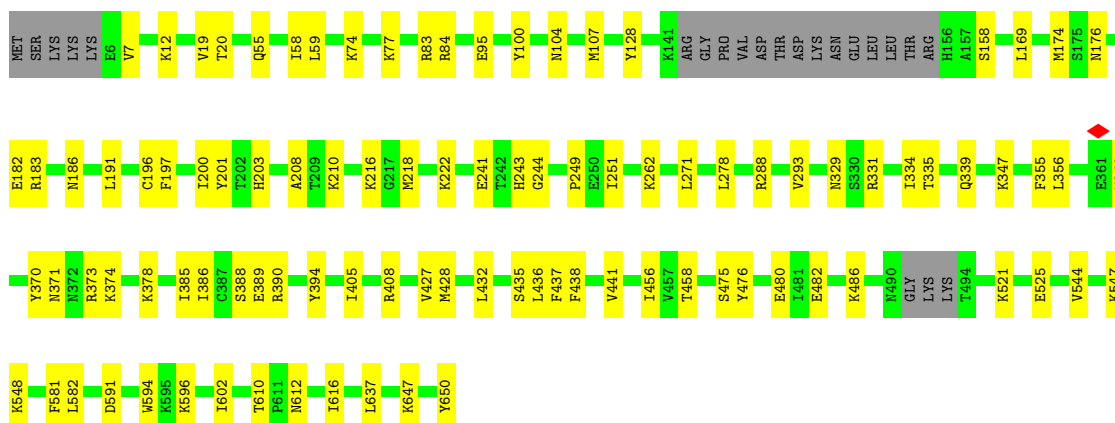 MET SER LYS LYS LYS E6 V7 K12 V19 T20 Q55 I58 L59 K74 K77 R83 R84 E95 Y100 N104 M107 Y128 K141 ARG GLY PRO VAL ASP THR ASP LYS ASN GLU LEU LEU THR ARG H156 A157 S158 L169 M174 S175 N176
E182 R183 N186 L191 C196 F197 I200 Y201 T202 H203 A208 T209 K210 K216 G217 M218 K222 E241 T242 H243 G244 P249 E250 I251 K262 L271 L278 R288 V293 N329 S330 R331 I334 T335 Q339 K347 F355 L356 E361
Y370 N371 N372 R373 K374 K378 I385 I386 C387 S388 E389 R390 Y394 I405 R408 V427 M428 L432 S435 L436 F437 F438 V441 I456 V457 T458 S475 Y476 E480 I481 E482 K486 N490 GLY LYS LYS T494 K521 E525 V544 K547
K548 F581 L582 D591 W594 K595 K596 I602 T610 P611 N612 I616 L637 K647 Y650